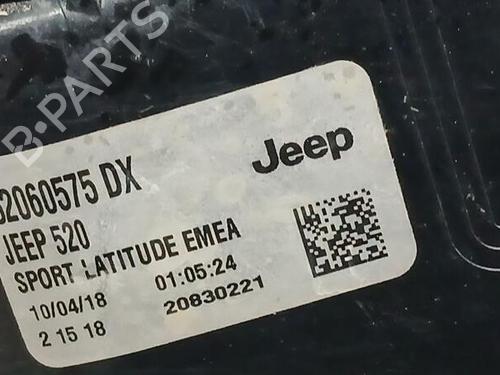 B-PARTS
2060575 DX
Jeep
JEEP 520
SPORT LATITUDE EMEA
10/04/18 01:05:24
2 15 18 20830221